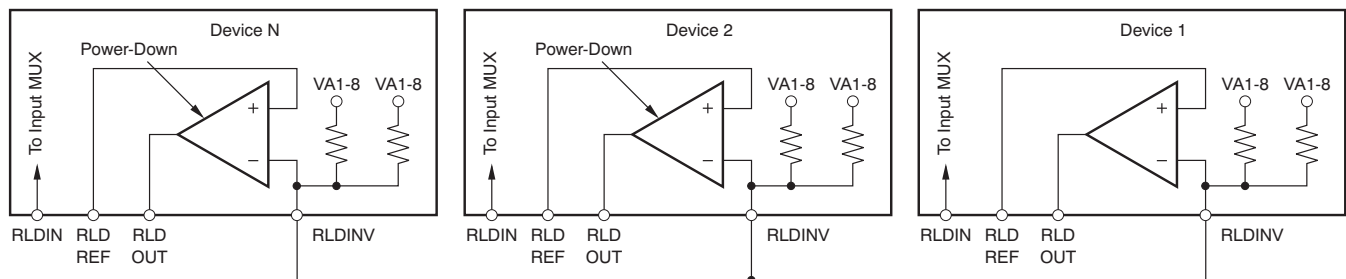 Device N
Power-Down
To Input MUX
VA1-8 VA1-8
+
−
RLDIN RLD REF RLD OUT RLDINV
Device 2
Power-Down
To Input MUX
VA1-8 VA1-8
+
−
RLDIN RLD REF RLD OUT RLDINV
Device 1
To Input MUX
VA1-8 VA1-8
+
−
RLDIN RLD REF RLD OUT RLDINV